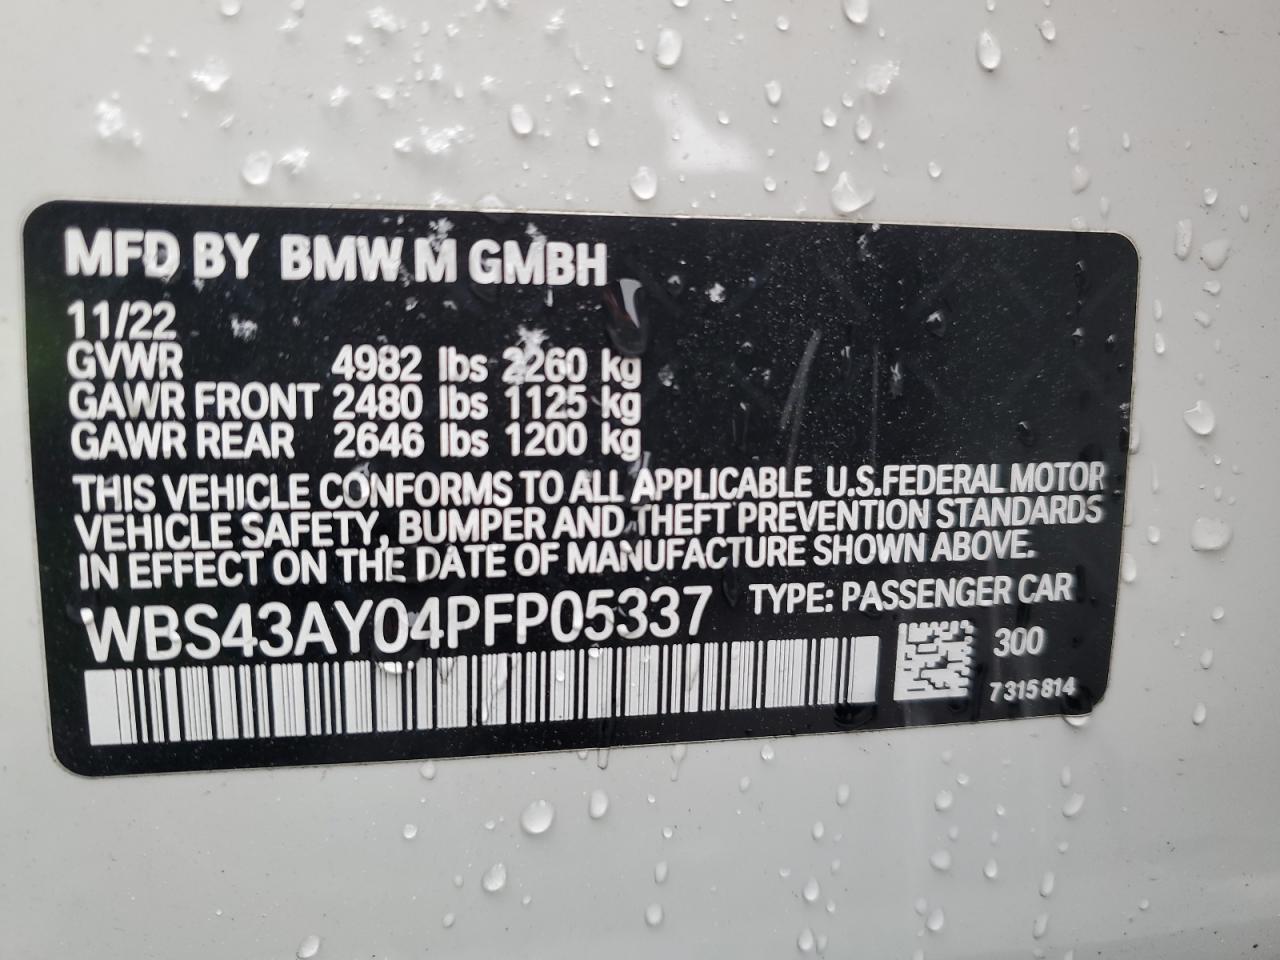 MFD BY BMW M GMBH
11/22
GVWR 4982 lbs 2260 kg
GAWR FRONT 2480 lbs 1125 kg
GAWR REAR 2646 lbs 1200 kg
THIS VEHICLE CONFORMS TO ALL APPLICABLE U.S.FEDERAL MOTOR
VEHICLE SAFETY, BUMPER AND THEFT PREVENTION STANDARDS
IN EFFECT ON THE DATE OF MANUFACTURE SHOWN ABOVE.
WBS43AY04PFP05337 TYPE: PASSENGER CAR
300
7315814